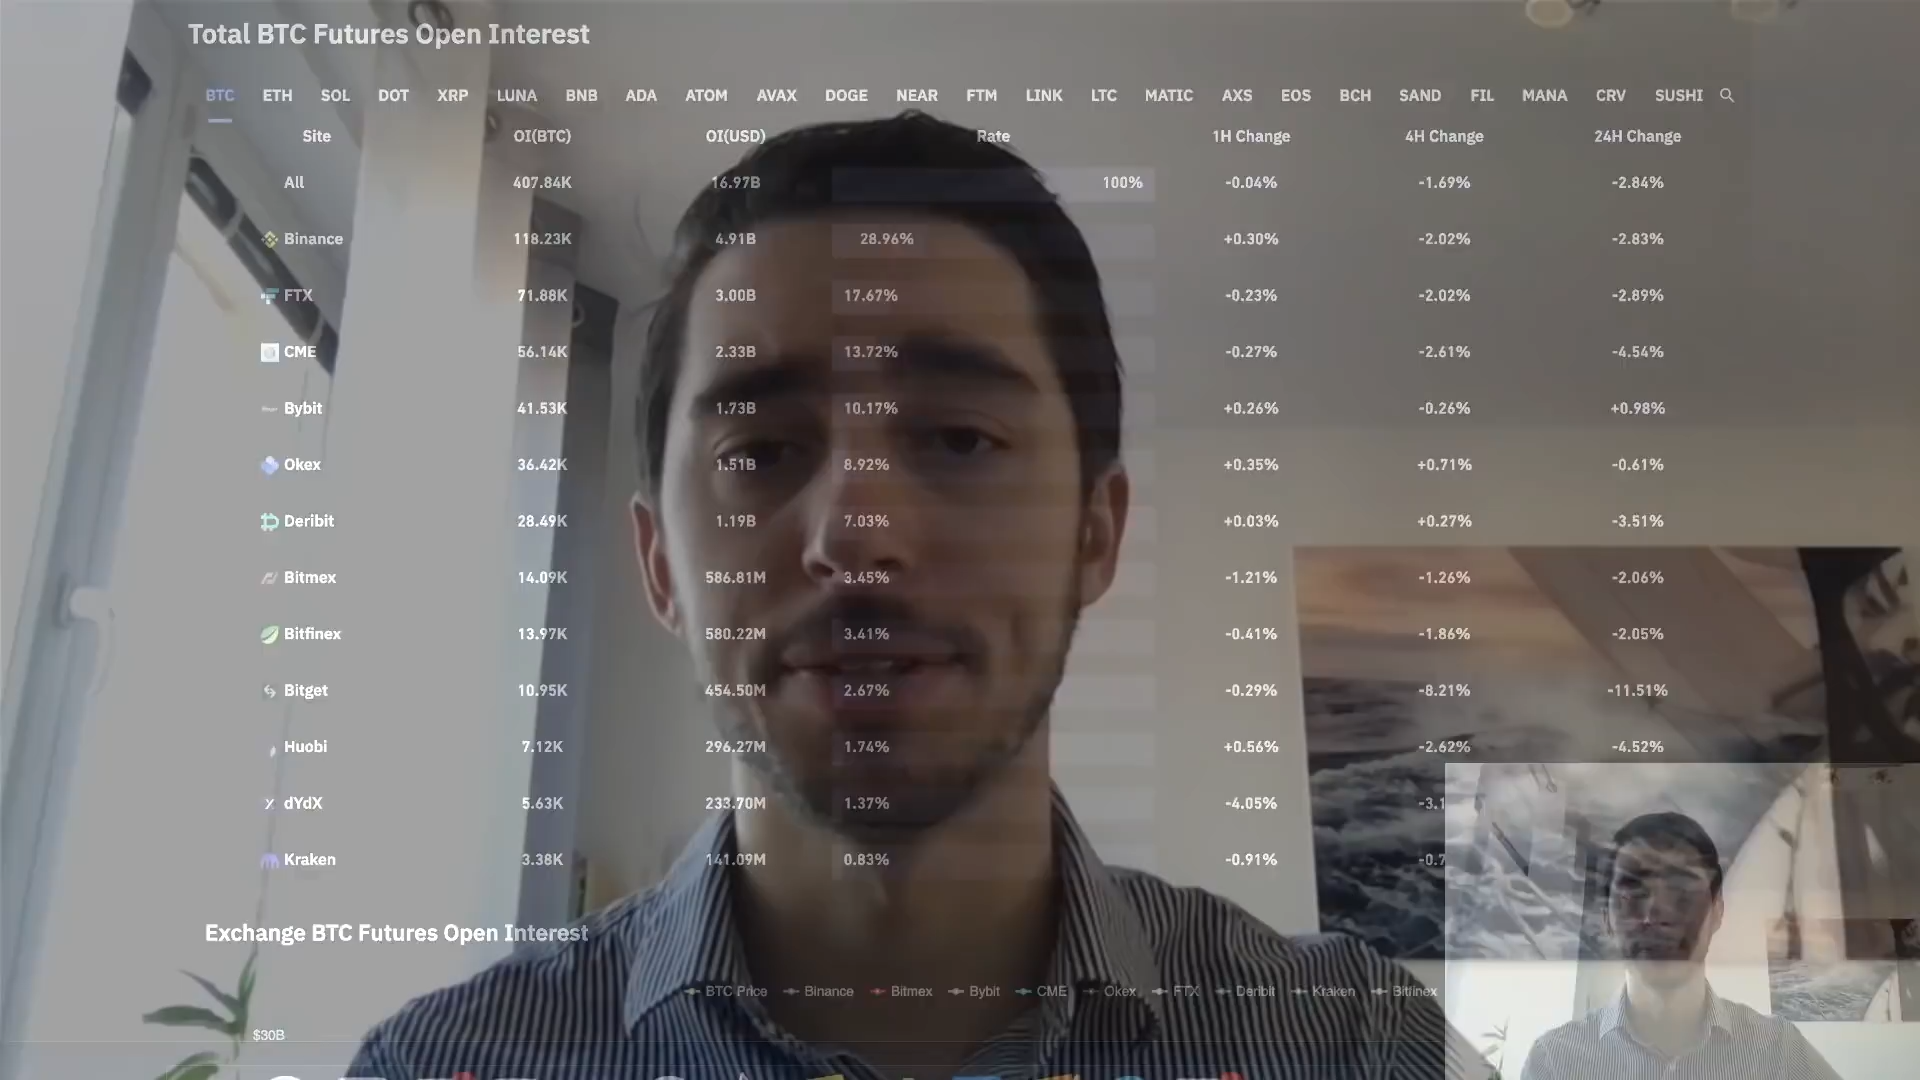 Total BTC Futures Open Interest
BTC ETH SOL DOT XRP LUNA BNB ADA ATOM AVAX DOGE NEAR FTM LINK LTC MATIC AXS EOS BCH SAND FIL MANA CRV SUSHI
Site OI(BTC) OI(USD) Rate 1H Change 4H Change 24H Change
All 407.84K 16.97B 100% -0.04% -1.69% -2.84%
Binance 118.23K 4.91B 28.96% +0.30% -2.02% -2.83%
FTX 71.88K 3.00B 17.67% -0.23% -2.02% -2.89%
CME 56.14K 2.33B 13.72% -0.27% -2.61% -4.54%
Bybit 41.53K 1.73B 10.17% +0.26% -0.26% +0.98%
Okex 36.42K 1.51B 8.92% +0.35% +0.71% -0.61%
Deribit 28.49K 1.19B 7.03% +0.03% +0.27% -3.51%
Bitmex 14.09K 586.81M 3.45% -1.21% -1.26% -2.06%
Bitfinex 13.97K 580.22M 3.41% -0.41% -1.86% -2.05%
Bitget 10.95K 454.50M 2.67% -0.29% -8.21% -11.51%
Huobi 7.12K 296.27M 1.74% +0.56% -2.62% -4.52%
dYdX 5.63K 233.70M 1.37% -4.05% -3.1
Kraken 3.38K 141.09M 0.83% -0.91% -0.7
Exchange BTC Futures Open Interest
BTC Price Binance Bitmex Bybit CME Okex FTX Deribit Kraken Bitfinex
$30B